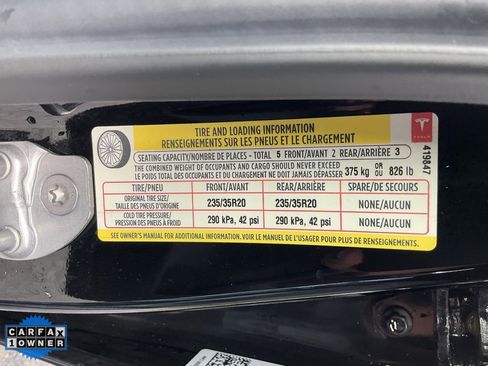 TIRE AND LOADING INFORMATION
RENSEIGNEMENTS SUR LES PNEUS ET LE CHARGEMENT
SEATING CAPACITY/NOMBRE DE PLACES - TOTAL 5 FRONT/AVANT 2 REAR/ARRIÈRE 3
THE COMBINED WEIGHT OF OCCUPANTS AND CARGO SHOULD NEVER EXCEED
LE POIDS TOTAL DES OCCUPANTS ET DU CHARGEMENT NE DOIT JAMAIS DÉPASSER 375 kg OR OU 826 lb
TIRE/PNEU FRONT/AVANT REAR/ARRIÈRE SPARE/DE SECOURS
ORIGINAL TIRE SIZE/
TAILLE DES PNEUS D'ORIGINE 235/35R20 235/35R20 NONE/AUCUN
COLD TIRE PRESSURE/
PRESSION DES PNEUS À FROID 290 kPa, 42 psi 290 kPa, 42 psi NONE/AUCUN
SEE OWNER'S MANUAL FOR ADDITIONAL INFORMATION. VOIR LE MANUEL DE L'USAGER POUR PLUS DE RENSEIGNEMENTS.
TESLA
419847
CARFAX
1 OWNER